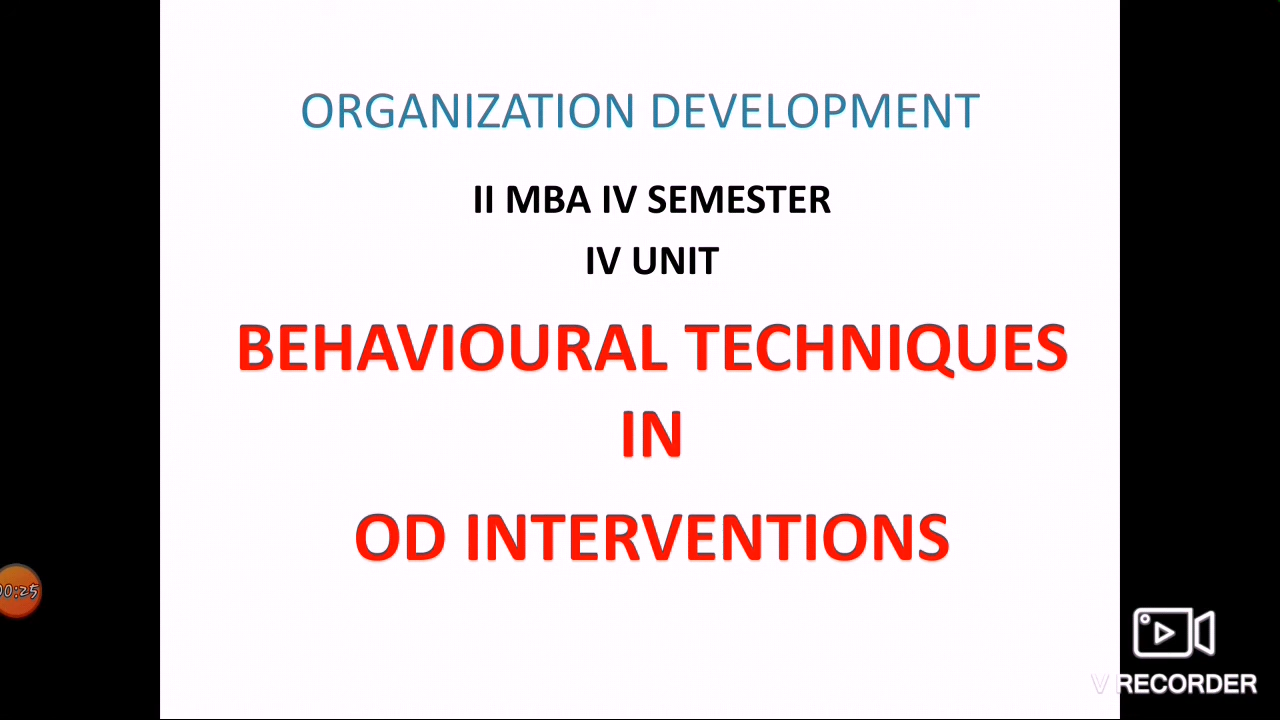 ORGANIZATION DEVELOPMENT
II MBA IV SEMESTER
IV UNIT
BEHAVIOURAL TECHNIQUES
IN
OD INTERVENTIONS
00:25
V RECORDER